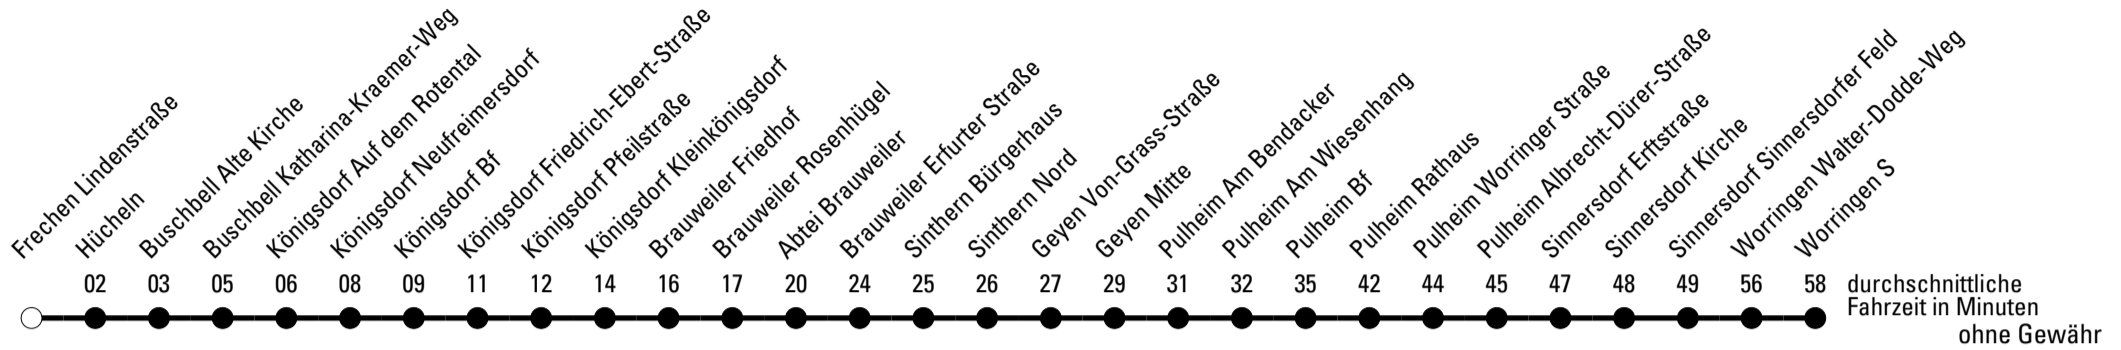 Frechen Lindenstraße
Hücheln
Buschbell Alte Kirche
Buschbell Katharina-Kraemer-Weg
Königsdorf Auf dem Rotental
Königsdorf Neufreimersdorf
Königsdorf Bf
Königsdorf Friedrich-Ebert-Straße
Königsdorf Pfeilstraße
Königsdorf Kleinkönigsdorf
Brauweiler Friedhof
Brauweiler Rosenhügel
Abtei Brauweiler
Brauweiler Erfurter Straße
Sinthern Bürgerhaus
Sinthern Nord
Geyen Von-Grass-Straße
Geyen Mitte
Pulheim Am Bendacker
Pulheim Am Wiesenhang
Pulheim Bf
Pulheim Rathaus
Pulheim Worringer Straße
Pulheim Albrecht-Dürer-Straße
Sinnersdorf Erftstraße
Sinnersdorf Kirche
Sinnersdorf Sinnersdorfer Feld
Worringen Walter-Dodde-Weg
Worringen S
02 03 05 06 08 09 11 12 14 16 17 20 24 25 26 27 29 31 32 35 42 44 45 47 48 49 56 58 durchschnittliche
Fahrzeit in Minuten
ohne Gewähr